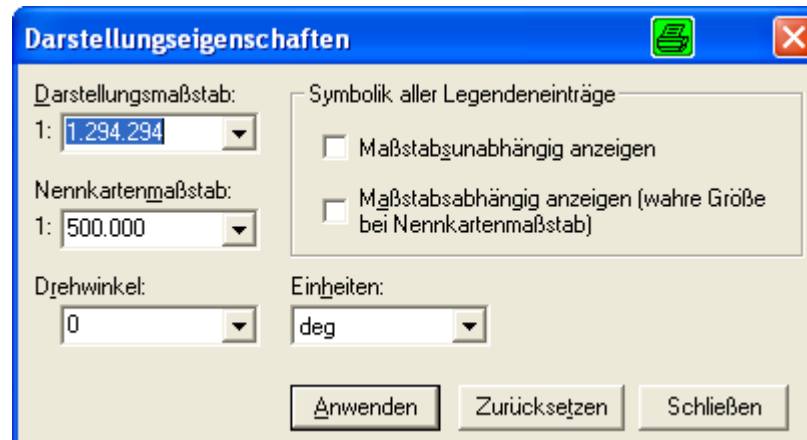 Darstellungseigenschaften
Darstellungsmaßstab:
1: 1.294.294
Nennkartenmaßstab:
1: 500.000
Drehwinkel:
0
Symbolik aller Legendeneinträge
Maßstabsunabhängig anzeigen
Maßstabsabhängig anzeigen (wahre Größe
bei Nennkartenmaßstab)
Einheiten:
deg
Anwenden
Zurücksetzen
Schließen